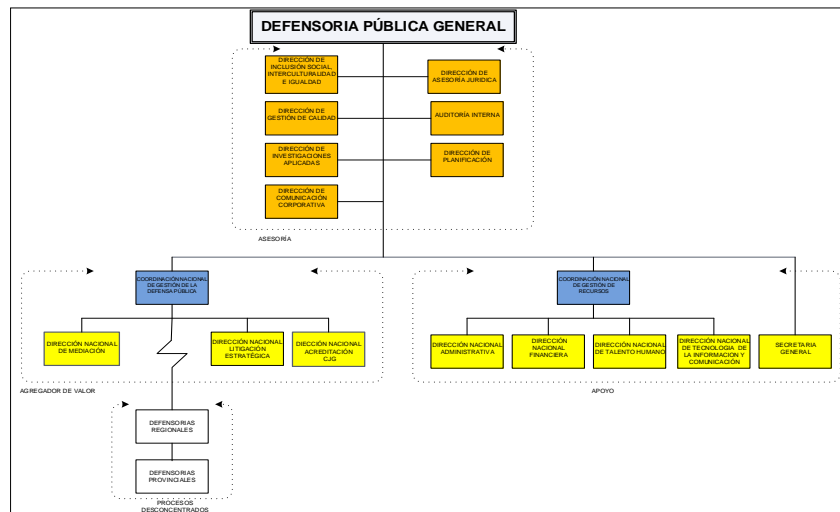 DEFENSORIA PÚBLICA GENERAL
DIRECCIÓN DE
INCLUSIÓN SOCIAL,
INTERCULTURALIDAD
E IGUALDAD
DIRECCIÓN DE
ASESORÍA JURIDICA
DIRECCIÓN DE
GESTIÓN DE CALIDAD
AUDITORÍA INTERNA
DIRECCIÓN DE
INVESTIGACIONES
APLICADAS
DIRECCIÓN DE
PLANIFICACIÓN
DIRECCIÓN DE
COMUNICACIÓN
CORPORATIVA
ASESORÍA
COORDINACIÓN NACIONAL
DE GESTIÓN DE LA
DEFENSA PÚBLICA
COORDINACIÓN NACIONAL
DE GESTIÓN DE
RECURSOS
DIRECCIÓN NACIONAL
DE MEDIACIÓN
DIRECCIÓN NACIONAL
LITIGACIÓN
ESTRATÉGICA
DIECCIÓN NACIONAL
ACREDITACIÓN
CJG
DIRECCIÓN NACIONAL
ADMINISTRATIVA
DIRECCIÓN
NACIONAL
FINANCIERA
DIRECCIÓN NACIONAL
DE TALENTO HUMANO
DIRECCIÓN NACIONAL
DE TECNOLOGIA DE
LA INFORMACION Y
COMUNICACIÓN
SECRETARIA
GENERAL
AGREGADOR DE VALOR
APOYO
DEFENSORIAS
REGIONALES
DEFENSORIAS
PROVINCIALES
PROCESOS
DESCONCENTRADOS